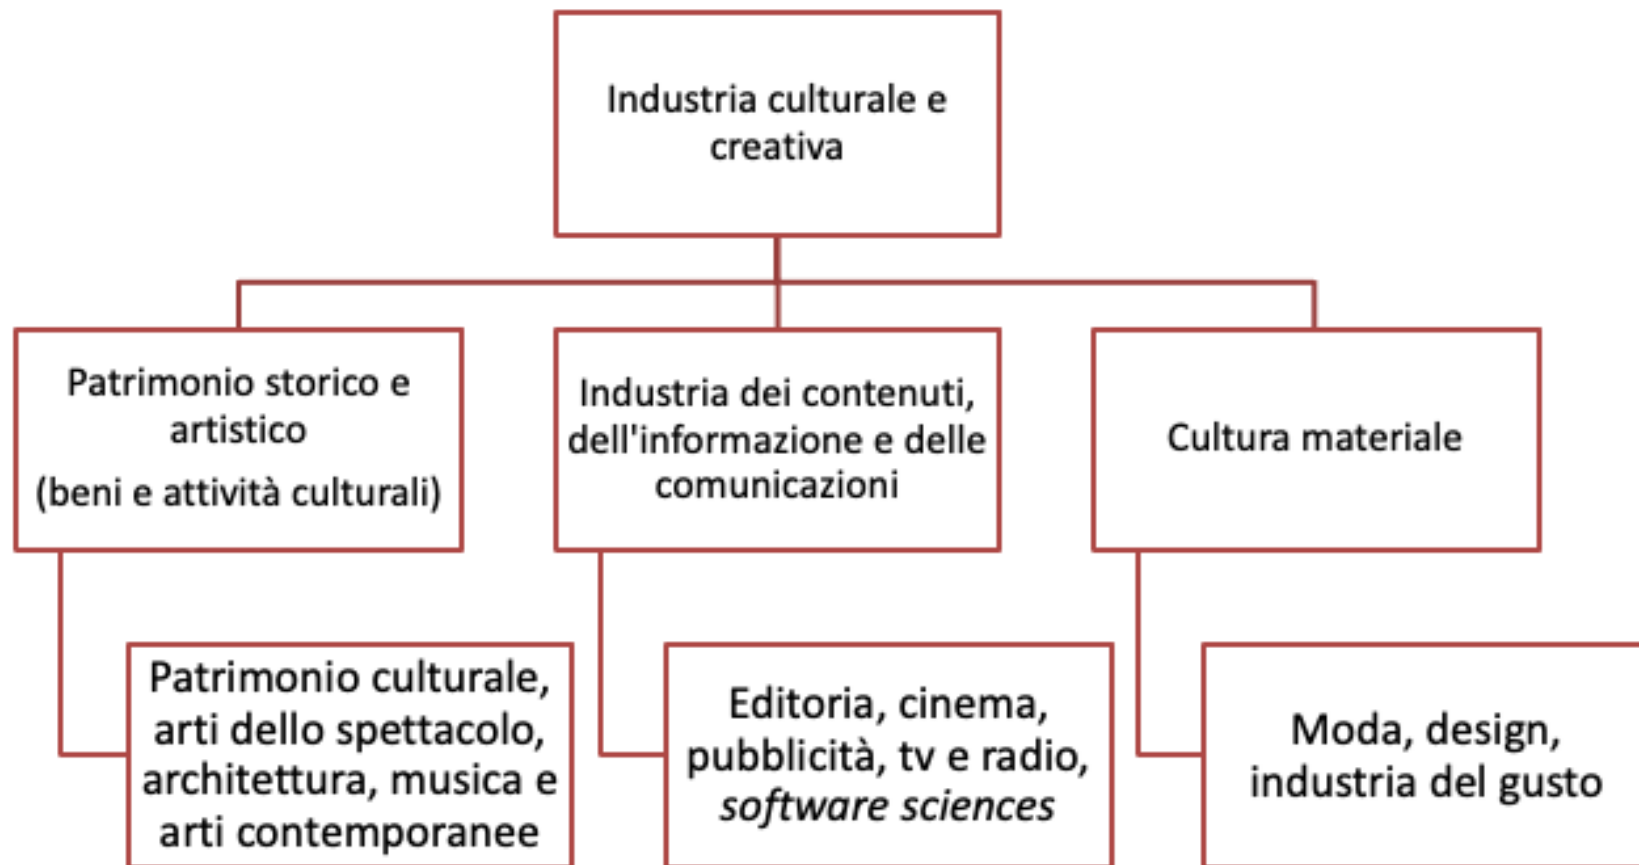 Industria culturale e
creativa
Patrimonio storico e
artistico
(beni e attività culturali)
Industria dei contenuti,
dell'informazione e delle
comunicazioni
Cultura materiale
Patrimonio culturale,
arti dello spettacolo,
architettura, musica e
arti contemporanee
Editoria, cinema,
pubblicità, tv e radio,
software sciences
Moda, design,
industria del gusto